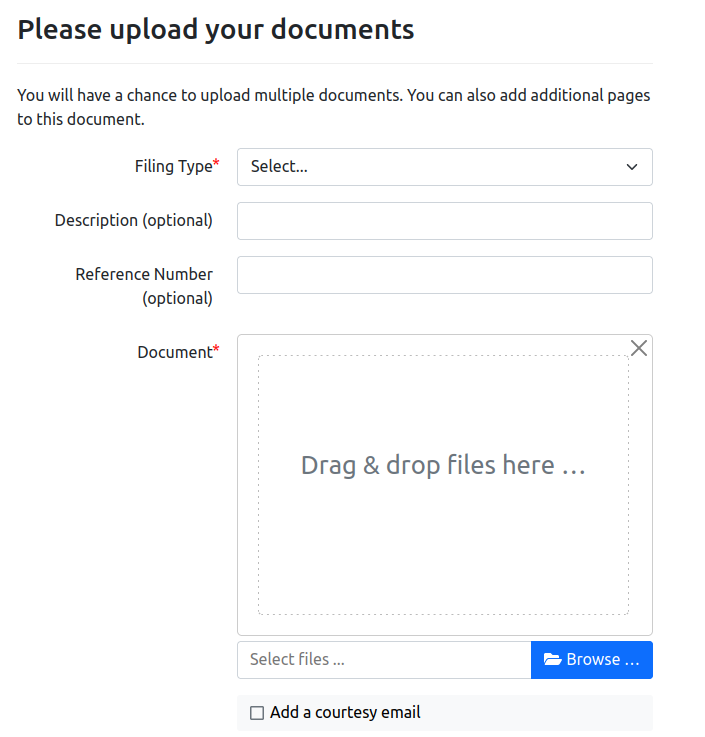 Please upload your documents
You will have a chance to upload multiple documents. You can also add additional pages
to this document.
Filing Type*
Select...
Description (optional)
Reference Number
(optional)
Document*
Drag & drop files here …
Select files ...
Browse …
Add a courtesy email